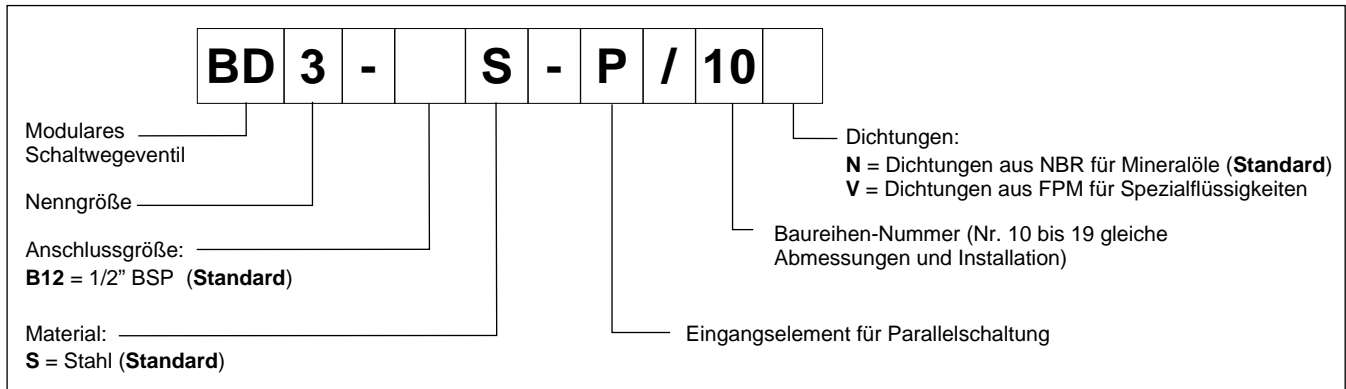 BD 3 - S - P / 10
Modulares
Schaltwegeventil
Nenngröße
Anschlussgröße:
B12 = 1/2” BSP (Standard)
Material:
S = Stahl (Standard)
Dichtungen:
N = Dichtungen aus NBR für Mineralöle (Standard)
V = Dichtungen aus FPM für Spezialflüssigkeiten
Baureihen-Nummer (Nr. 10 bis 19 gleiche
Abmessungen und Installation)
Eingangselement für Parallelschaltung